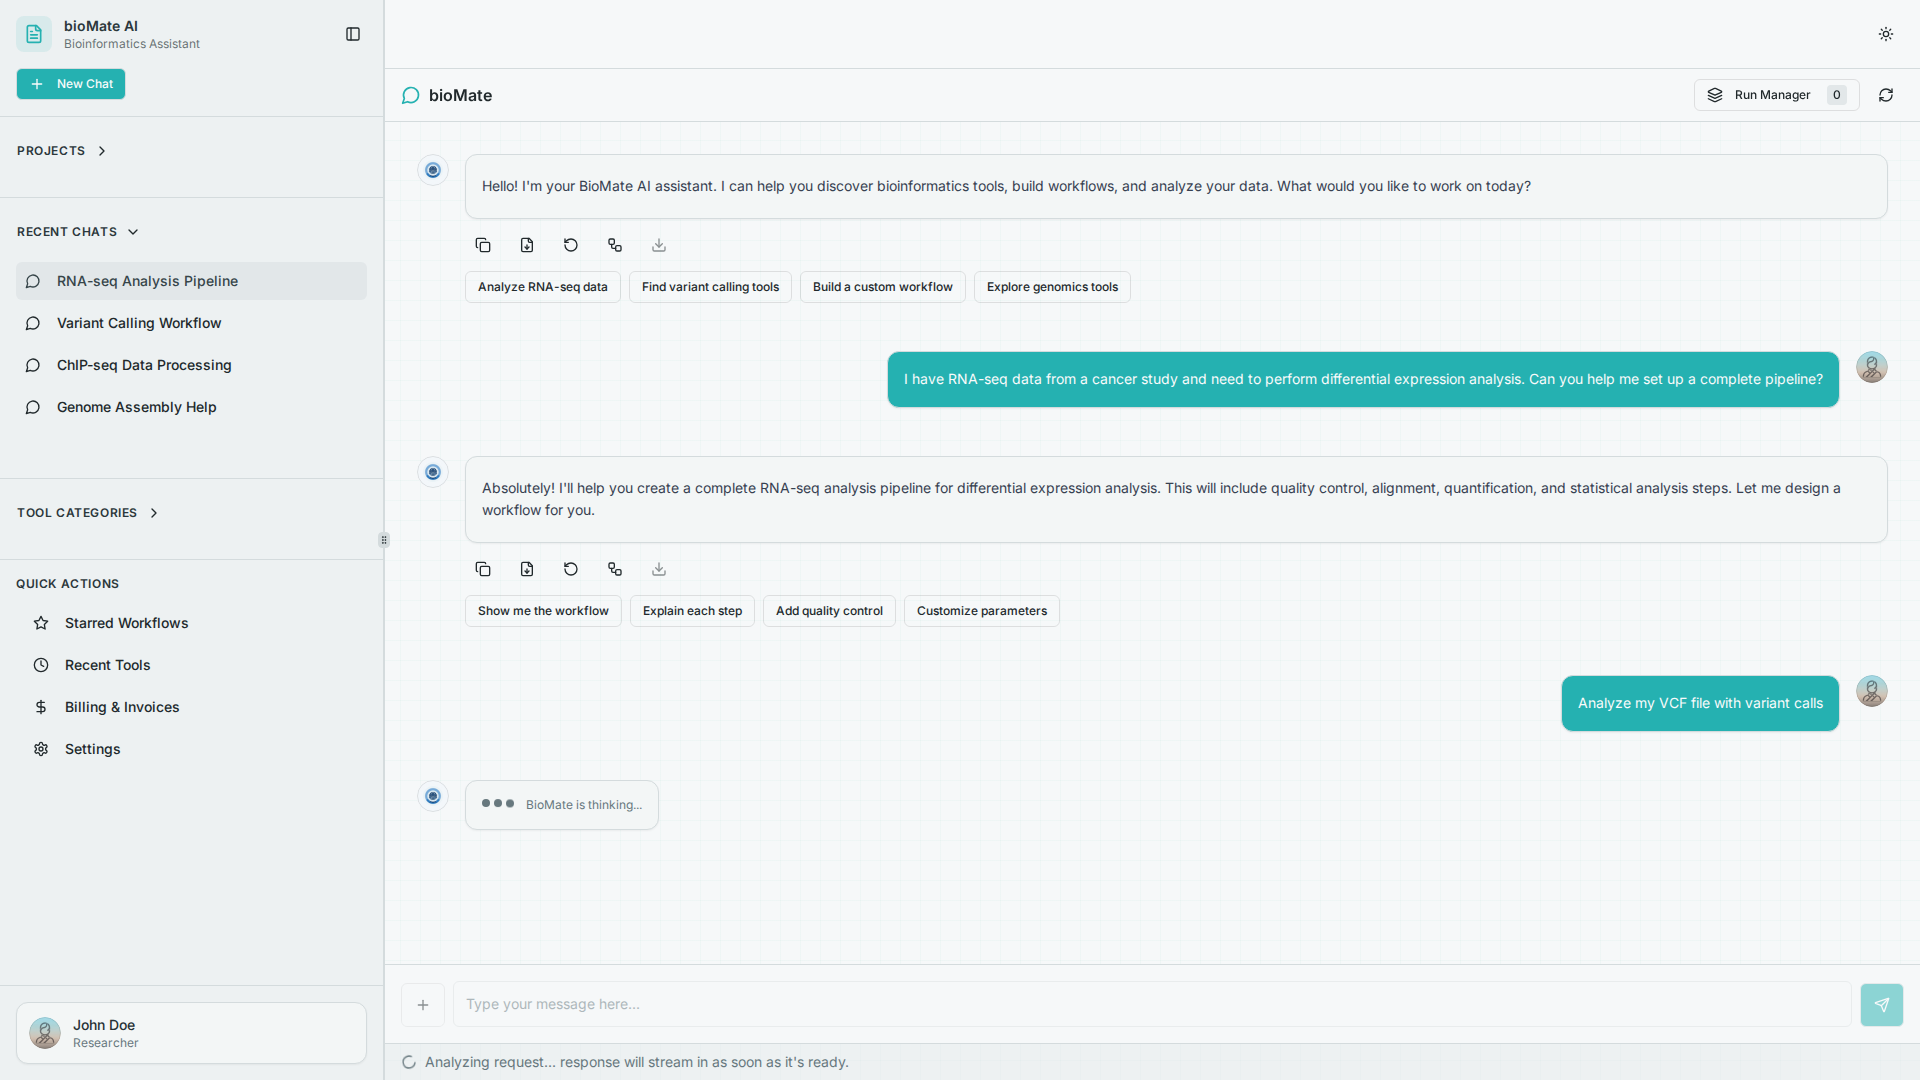 bioMate AI
Bioinformatics Assistant
New Chat
PROJECTS
RECENT CHATS
RNA-seq Analysis Pipeline
Variant Calling Workflow
ChIP-seq Data Processing
Genome Assembly Help
TOOL CATEGORIES
QUICK ACTIONS
Starred Workflows
Recent Tools
Billing & Invoices
Settings
John Doe
Researcher
bioMate
Run Manager 0
Hello! I'm your BioMate AI assistant. I can help you discover bioinformatics tools, build workflows, and analyze your data. What would you like to work on today?
Analyze RNA-seq data
Find variant calling tools
Build a custom workflow
Explore genomics tools
I have RNA-seq data from a cancer study and need to perform differential expression analysis. Can you help me set up a complete pipeline?
Absolutely! I'll help you create a complete RNA-seq analysis pipeline for differential expression analysis. This will include quality control, alignment, quantification, and statistical analysis steps. Let me design a
workflow for you.
Show me the workflow
Explain each step
Add quality control
Customize parameters
Analyze my VCF file with variant calls
BioMate is thinking...
Type your message here...
Analyzing request... response will stream in as soon as it's ready.